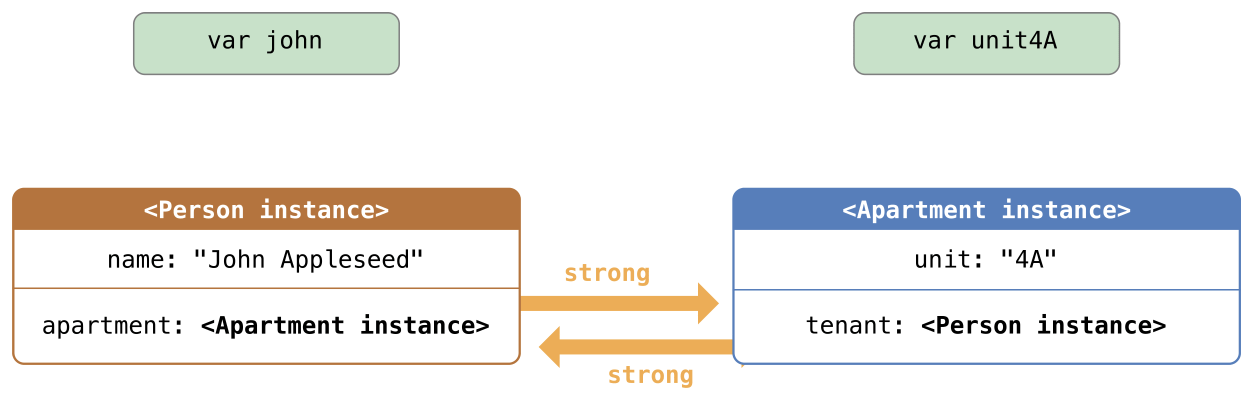 var john
var unit4A
<Person instance>
<Apartment instance>
name: "John Appleseed"
unit: "4A"
strong
apartment: <Apartment instance>
tenant: <Person instance>
strong